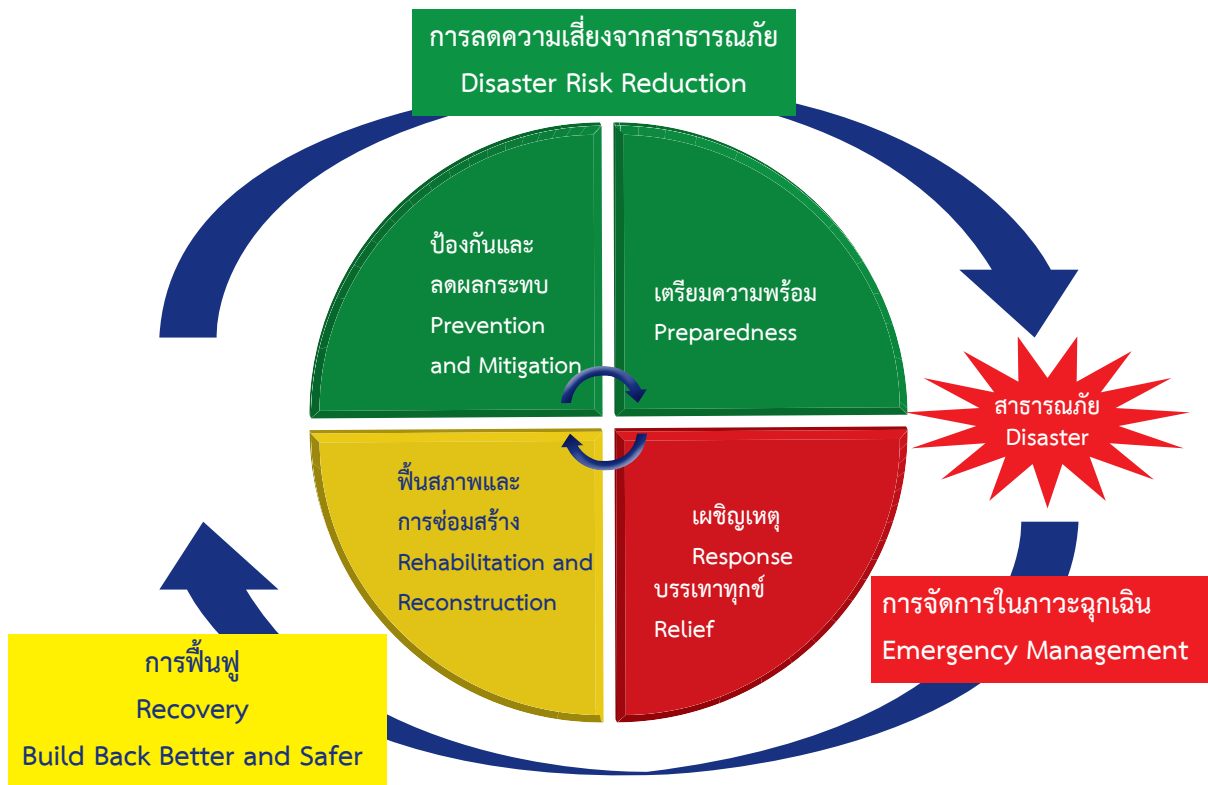 การลดความเสี่ยงจากสาธารณภัย
Disaster Risk Reduction
ป้องกันและ
ลดผลกระทบ
Prevention
and Mitigation
เตรียมความพร้อม
Preparedness
สาธารณภัย
Disaster
ฟื้นสภาพและ
การซ่อมสร้าง
Rehabilitation and
Reconstruction
เผชิญเหตุ
Response
บรรเทาทุกข์
Relief
การจัดการในภาวะฉุกเฉิน
Emergency Management
การฟื้นฟู
Recovery
Build Back Better and Safer